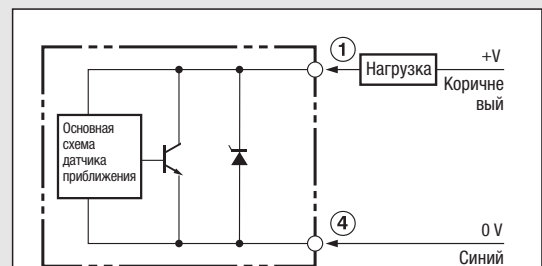 1
Нагрузка
+V
Коричне
вый
Основная
схема
датчика
приближения
4
0 V
Синий